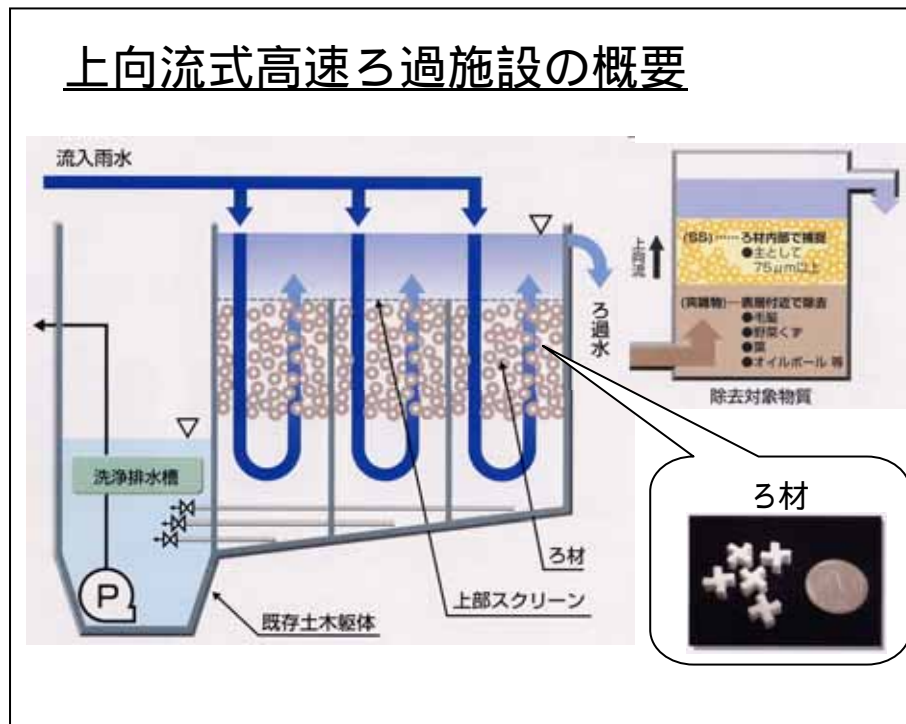 上向流式高速ろ過施設の概要
流入雨水
ろ過水
洗浄排水槽
P
既存土木躯体
上部スクリーン
ろ材
上向流
(SS)……ろ材内部で捕捉
●主として
75μm以上
(夾雑物)―表層付近で除去
●毛髪
●野菜くず
●葉
●オイルボール 等
除去対象物質
ろ材